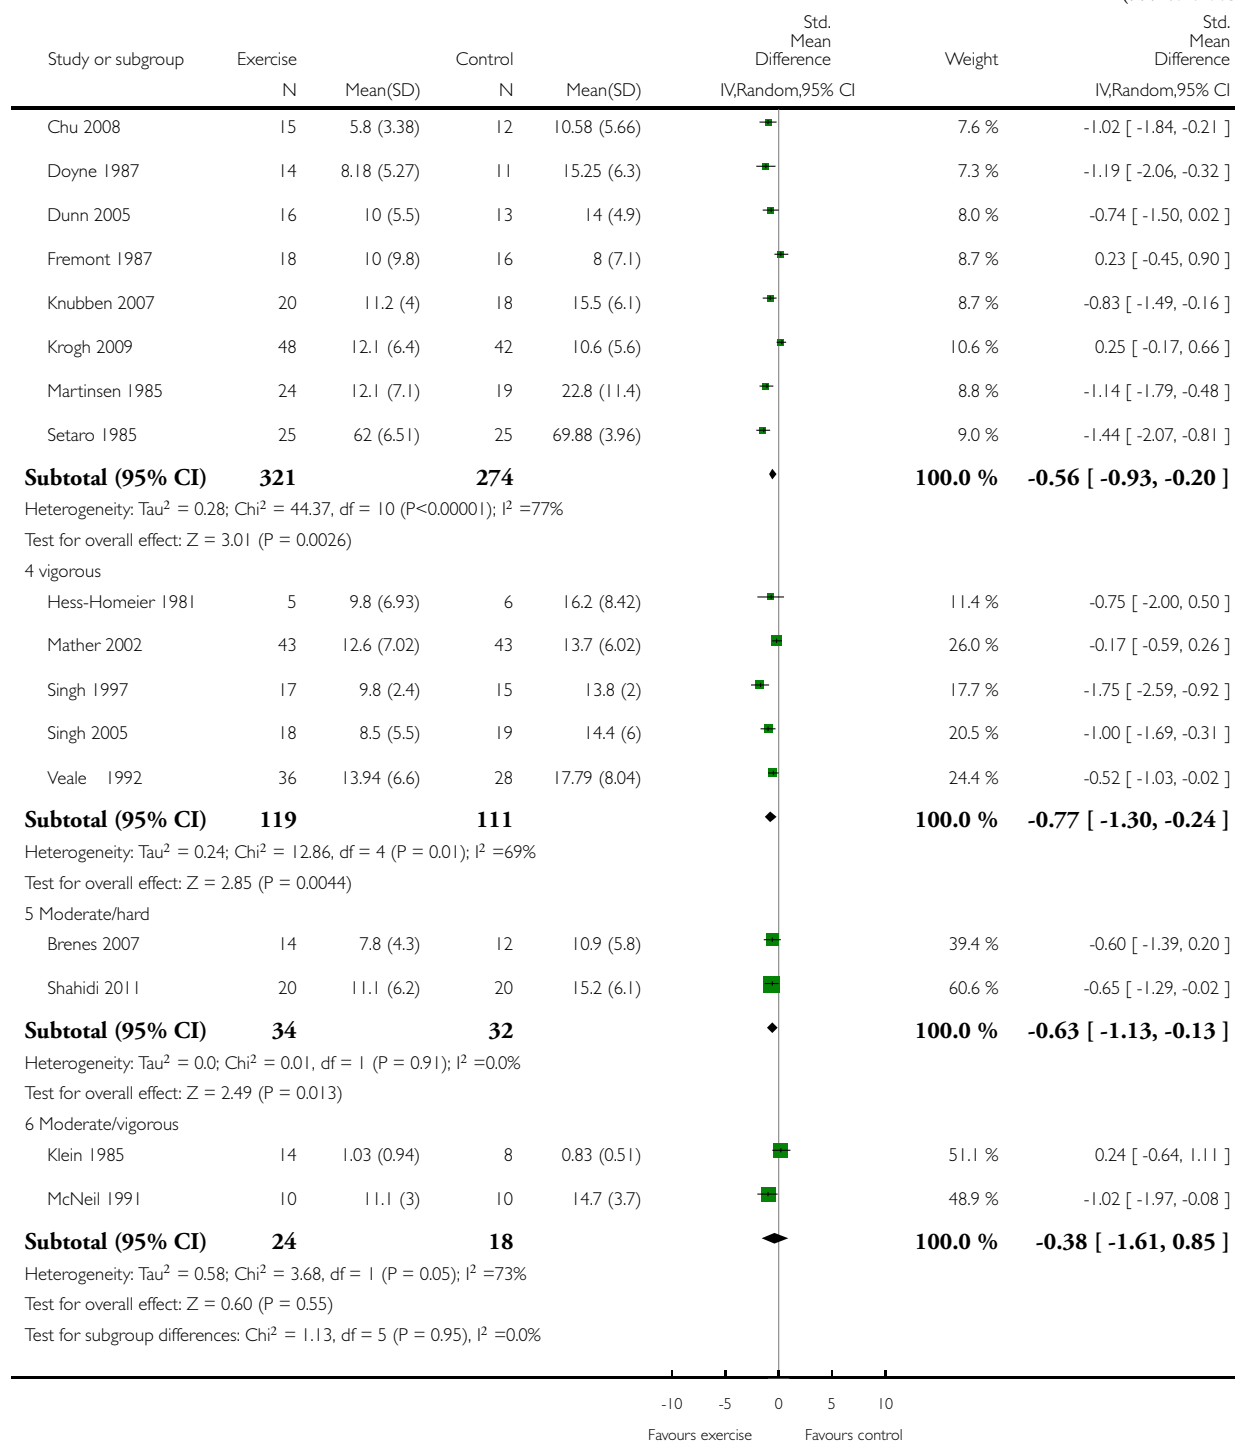 Std.
Mean
Difference
Std.
Mean
Difference
Study or subgroup Exercise Control Weight
N Mean(SD) N Mean(SD) IV,Random,95% CI IV,Random,95% CI
Chu 2008 15 5.8 (3.38) 12 10.58 (5.66) 7.6 % -1.02 [ -1.84, -0.21 ]
Doyne 1987 14 8.18 (5.27) 11 15.25 (6.3) 7.3 % -1.19 [ -2.06, -0.32 ]
Dunn 2005 16 10 (5.5) 13 14 (4.9) 8.0 % -0.74 [ -1.50, 0.02 ]
Fremont 1987 18 10 (9.8) 16 8 (7.1) 8.7 % 0.23 [ -0.45, 0.90 ]
Knubben 2007 20 11.2 (4) 18 15.5 (6.1) 8.7 % -0.83 [ -1.49, -0.16 ]
Krogh 2009 48 12.1 (6.4) 42 10.6 (5.6) 10.6 % 0.25 [ -0.17, 0.66 ]
Martinsen 1985 24 12.1 (7.1) 19 22.8 (11.4) 8.8 % -1.14 [ -1.79, -0.48 ]
Setaro 1985 25 62 (6.51) 25 69.88 (3.96) 9.0 % -1.44 [ -2.07, -0.81 ]
Subtotal (95% CI) 321 274 100.0 % -0.56 [ -0.93, -0.20 ]
Heterogeneity: Tau² = 0.28; Chi² = 44.37, df = 10 (P<0.00001); I² =77%
Test for overall effect: Z = 3.01 (P = 0.0026)
4 vigorous
Hess-Homeier 1981 5 9.8 (6.93) 6 16.2 (8.42) 11.4 % -0.75 [ -2.00, 0.50 ]
Mather 2002 43 12.6 (7.02) 43 13.7 (6.02) 26.0 % -0.17 [ -0.59, 0.26 ]
Singh 1997 17 9.8 (2.4) 15 13.8 (2) 17.7 % -1.75 [ -2.59, -0.92 ]
Singh 2005 18 8.5 (5.5) 19 14.4 (6) 20.5 % -1.00 [ -1.69, -0.31 ]
Veale 1992 36 13.94 (6.6) 28 17.79 (8.04) 24.4 % -0.52 [ -1.03, -0.02 ]
Subtotal (95% CI) 119 111 100.0 % -0.77 [ -1.30, -0.24 ]
Heterogeneity: Tau² = 0.24; Chi² = 12.86, df = 4 (P = 0.01); I² =69%
Test for overall effect: Z = 2.85 (P = 0.0044)
5 Moderate/hard
Brenes 2007 14 7.8 (4.3) 12 10.9 (5.8) 39.4 % -0.60 [ -1.39, 0.20 ]
Shahidi 2011 20 11.1 (6.2) 20 15.2 (6.1) 60.6 % -0.65 [ -1.29, -0.02 ]
Subtotal (95% CI) 34 32 100.0 % -0.63 [ -1.13, -0.13 ]
Heterogeneity: Tau² = 0.0; Chi² = 0.01, df = 1 (P = 0.91); I² =0.0%
Test for overall effect: Z = 2.49 (P = 0.013)
6 Moderate/vigorous
Klein 1985 14 1.03 (0.94) 8 0.83 (0.51) 51.1 % 0.24 [ -0.64, 1.11 ]
McNeil 1991 10 11.1 (3) 10 14.7 (3.7) 48.9 % -1.02 [ -1.97, -0.08 ]
Subtotal (95% CI) 24 18 100.0 % -0.38 [ -1.61, 0.85 ]
Heterogeneity: Tau² = 0.58; Chi² = 3.68, df = 1 (P = 0.05); I² =73%
Test for overall effect: Z = 0.60 (P = 0.55)
Test for subgroup differences: Chi² = 1.13, df = 5 (P = 0.95), I² =0.0%
-10 -5 0 5 10
Favours exercise Favours control